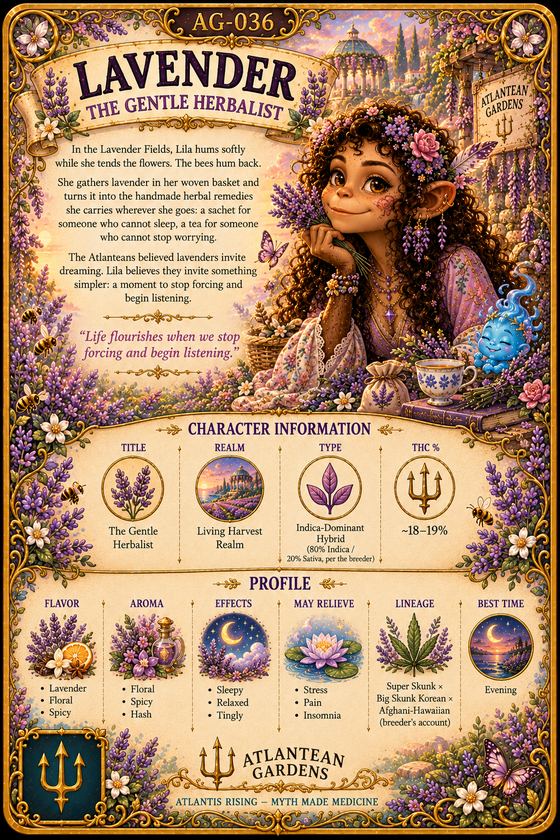 AG-036
LAVENDER
THE GENTLE HERBALIST
ATLANTEAN
GARDENS
In the Lavender Fields, Lila hums softly
while she tends the flowers. The bees hum back.
She gathers lavender in her woven basket and
turns it into the handmade herbal remedies
she carries wherever she goes: a sachet for
someone who cannot sleep, a tea for someone
who cannot stop worrying.
The Atlanteans believed lavenders invite
dreaming. Lila believes they invite something
simpler: a moment to stop forcing and
begin listening.
“Life flourishes when we stop
forcing and begin listening.”
CHARACTER INFORMATION
TITLE
The Gentle
Herbalist
REALM
Living Harvest
Realm
TYPE
Indica-Dominant
Hybrid
(80% Indica /
20% Sativa, per the breeder)
THC %
~18–19%
PROFILE
FLAVOR
• Lavender
• Floral
• Spicy
AROMA
• Floral
• Spicy
• Hash
EFFECTS
• Sleepy
• Relaxed
• Tingly
MAY RELIEVE
• Stress
• Pain
• Insomnia
LINEAGE
Super Skunk ×
Big Skunk Korean ×
Afghani-Hawaiian
(breeder's account)
BEST TIME
Evening
ATLANTEAN
GARDENS
ATLANTIS RISING – MYTH MADE MEDICINE